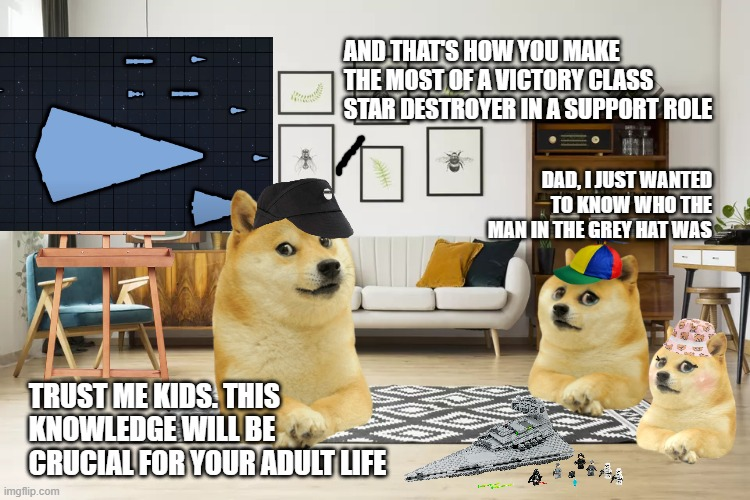 AND THAT'S HOW YOU MAKE
THE MOST OF A VICTORY CLASS
STAR DESTROYER IN A SUPPORT ROLE
DAD, I JUST WANTED
TO KNOW WHO THE
MAN IN THE GREY HAT WAS
TRUST ME KIDS. THIS
KNOWLEDGE WILL BE
CRUCIAL FOR YOUR ADULT LIFE
imgflip.com